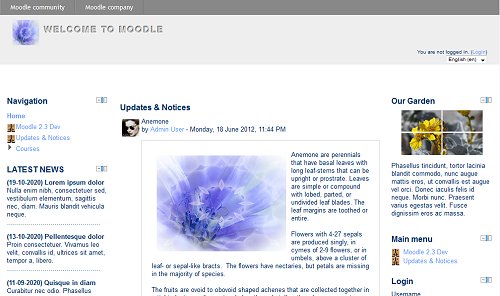 Moodle community Moodle company
WELCOME TO MOODLE
You are not logged in. (Login)
English (en)
Navigation
Home
Moodle 2.3 Dev
Updates & Notices
Courses
LATEST NEWS
(19-10-2020) Lorem ipsum dolor
Nulla enim nibh, consectetuer sed,
vestibulum elementum, sagittis
nec, diam. Mauris blandit vehicula
neque.
(13-10-2020) Pellentesque dolor
Proin consectetuer. Vivamus leo
velit, convallis id, ultrices sit amet,
tempor a, libero.
(11-09-2020) Quisque in diam
Curabitur nec odio. Phasellus
Updates & Notices
Anemone
by Admin User - Monday, 18 June 2012, 11:44 PM
Anemone are perennials
that have basal leaves with
long leaf-stems that can be
upright or prostrate. Leaves
are simple or compound
with lobed, parted, or
undivided leaf blades. The
leaf margins are toothed or
entire.
Flowers with 4-27 sepals
are produced singly, in
cymes of 2-9 flowers, or in
umbels, above a cluster of
leaf- or sepal-like bracts. The flowers have nectaries, but petals are missing
in the majority of species.
The fruits are ovoid to obovoid shaped achenes that are collected together in
Our Garden
Phasellus tincidunt, tortor lacinia
blandit commodo, nunc augue
mattis eros, ut convallis est augue
vel orci. Donec iaculis felis id
neque. Morbi nunc. Praesent
varius egestas velit. Fusce
dignissim eros ac massa.
Main menu
Moodle 2.3 Dev
Updates & Notices
Login
Username